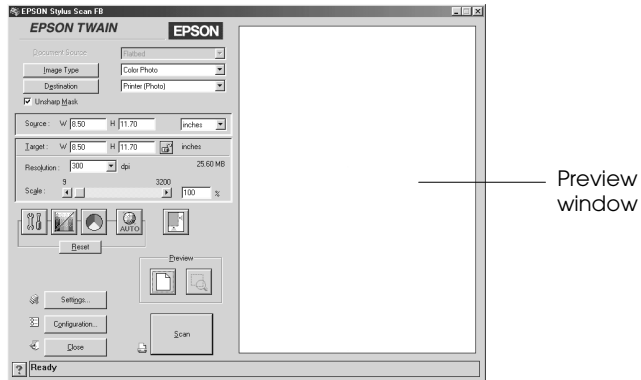 EPSON Stylus Scan FB
EPSON TWAIN EPSON
Document Source Flatbed
Image Type Color Photo
Destination Printer (Photo)
Unsharp Mask
Source : W 8.50 H 11.70 inches
Target : W 8.50 H 11.70 inches
Resolution : 300 dpi 25.60 MB
9 3200
Scale : 100 %
AUTO
Reset
Preview
Settings...
Configuration...
Close
Scan
? Ready
Preview
window